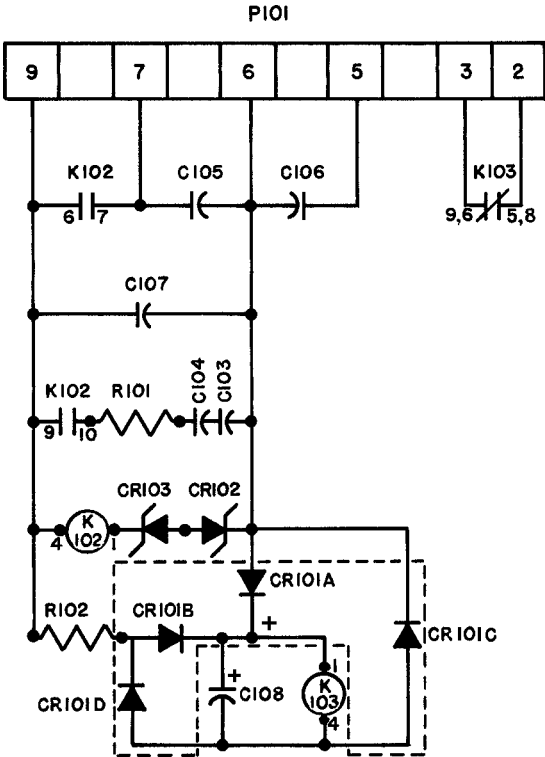 P101
9 7 6 5 3 2
K102 C105 C106 K103
6 7 9,6 5,8
C107
K102 R101 C104 C103
9 10
CR103 CR102
K 102
4 1
CR101A
+
R102 CR101B CR101C
+
1
CR101D C108 K 103
4